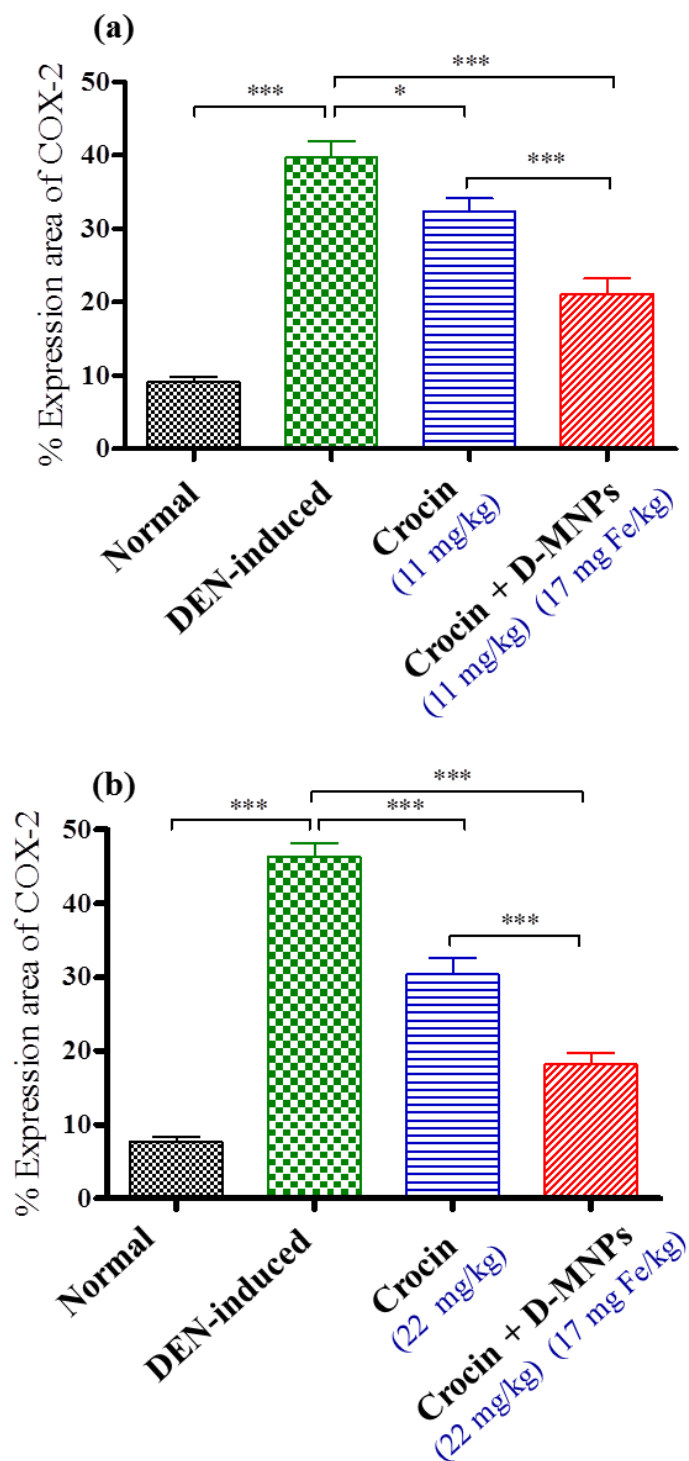 (a)
% Expression area of COX-2
50
40
30
20
10
0
***
***
*
***
Normal
DEN-induced
Crocin
(11 mg/kg)
Crocin + D-MNPs
(11 mg/kg) (17 mg Fe/kg)
(b)
% Expression area of COX-2
50
40
30
20
10
0
***
***
***
***
Normal
DEN-induced
Crocin
(22 mg/kg)
Crocin + D-MNPs
(22 mg/kg) (17 mg Fe/kg)